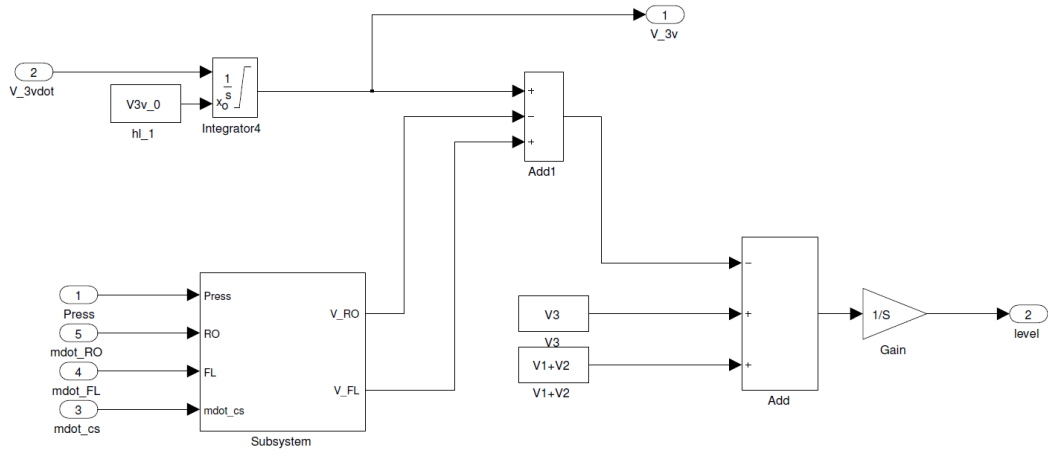 1
V_3v
2
V_3vdot
V3v_0
hl_1
1
s
xo
Integrator4
+
−
+
Add1
1
Press
5
mdot_RO
4
mdot_FL
3
mdot_cs
Press
RO
FL
mdot_cs
V_RO
V_FL
Subsystem
V3
V3
V1+V2
V1+V2
−
+
+
Add
1/S
Gain
2
level